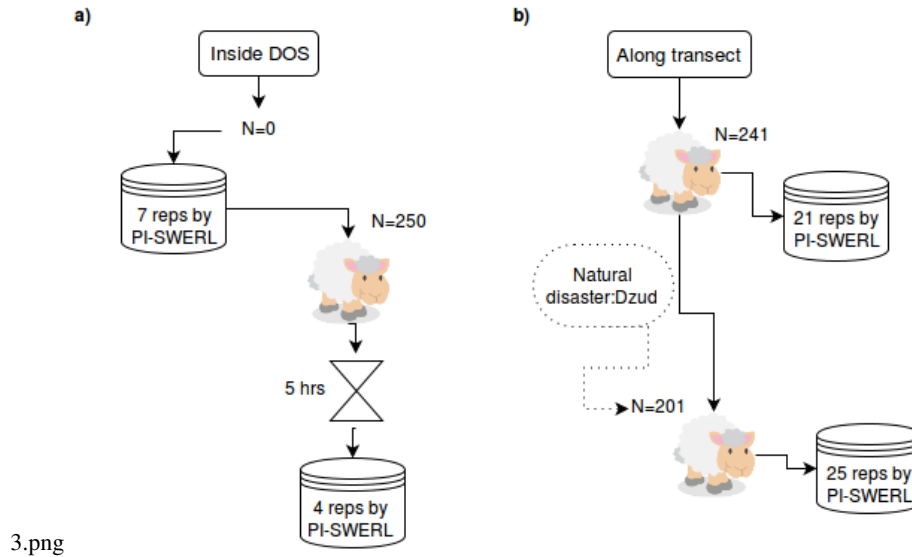 a)
Inside DOS
N=0
7 reps by
PI-SWERL
N=250
5 hrs
4 reps by
PI-SWERL
b)
Along transect
N=241
21 reps by
PI-SWERL
Natural
disaster:Dzud
N=201
25 reps by
PI-SWERL
3.png